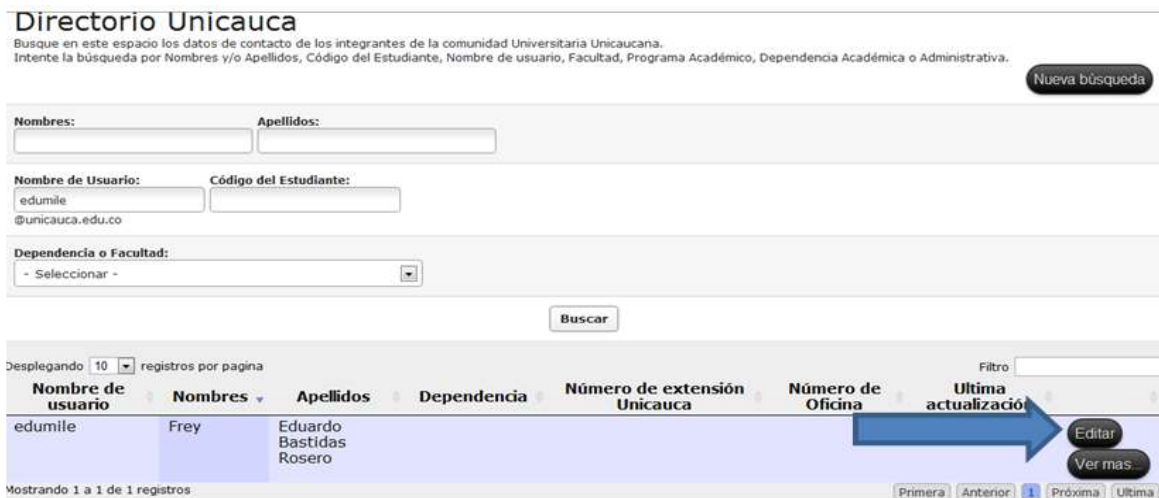 Directorio Unicauca
Busque en este espacio los datos de contacto de los integrantes de la comunidad Universitaria Unicaucana.
Intente la búsqueda por Nombres y/o Apellidos, Código del Estudiante, Nombre de usuario, Facultad, Programa Académico, Dependencia Académica o Administrativa.
Nueva búsqueda
Nombres: Apellidos:
Nombre de Usuario: Código del Estudiante:
edumile
@unicauca.edu.co
Dependencia o Facultad:
- Seleccionar -
Buscar
Desplegando 10 registros por pagina Filtro
Nombre de usuario Nombres Apellidos Dependencia Número de extensión Unicauca Número de Oficina Ultima actualización
edumile Frey Eduardo Bastidas Rosero Editar
Ver mas...
Mostrando 1 a 1 de 1 registros Primera Anterior 1 Próxima Ultima